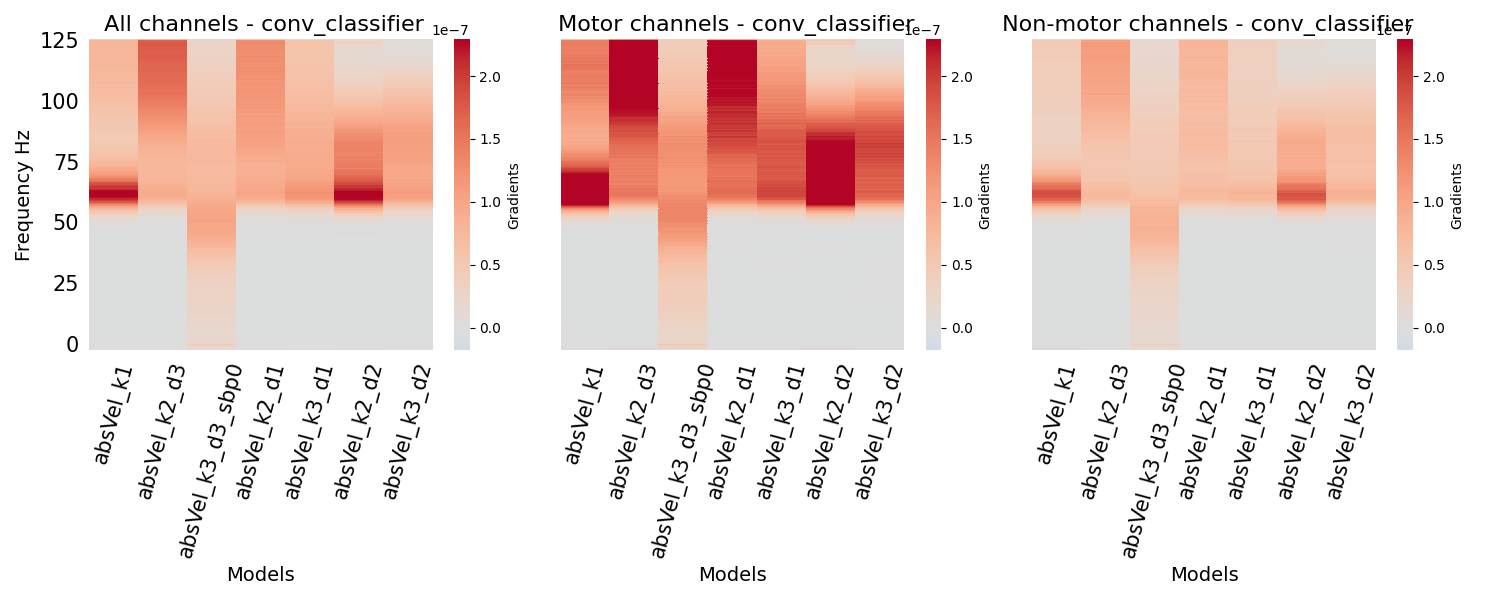 All channels - conv_classifier
Motor channels - conv_classifier
Non-motor channels - conv_classifier
1e−7
1e−7
1e−7
Frequency Hz
125
100
75
50
25
0
2.0
1.5
1.0
0.5
0.0
Gradients
2.0
1.5
1.0
0.5
0.0
Gradients
2.0
1.5
1.0
0.5
0.0
Gradients
absVel_k1
absVel_k2_d3
absVel_k3_d3_sbp0
absVel_k2_d1
absVel_k3_d1
absVel_k2_d2
absVel_k3_d2
absVel_k1
absVel_k2_d3
absVel_k3_d3_sbp0
absVel_k2_d1
absVel_k3_d1
absVel_k2_d2
absVel_k3_d2
absVel_k1
absVel_k2_d3
absVel_k3_d3_sbp0
absVel_k2_d1
absVel_k3_d1
absVel_k2_d2
absVel_k3_d2
Models
Models
Models